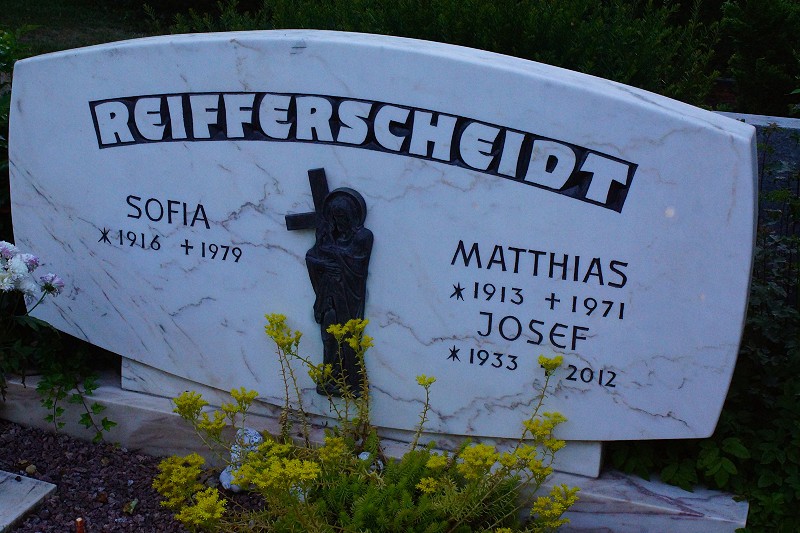 REIFFERSCHEIDT
SOFIA
* 1916 + 1979
MATTHIAS
* 1913 + 1971
JOSEF
* 1933 2012